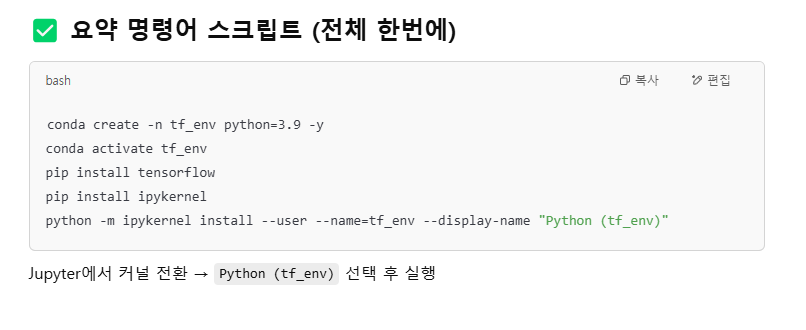 ✅ 요약 명령어 스크립트 (전체 한번에)
bash 복사 편집
conda create -n tf_env python=3.9 -y
conda activate tf_env
pip install tensorflow
pip install ipykernel
python -m ipykernel install --user --name=tf_env --display-name "Python (tf_env)"
Jupyter에서 커널 전환 → Python (tf_env) 선택 후 실행